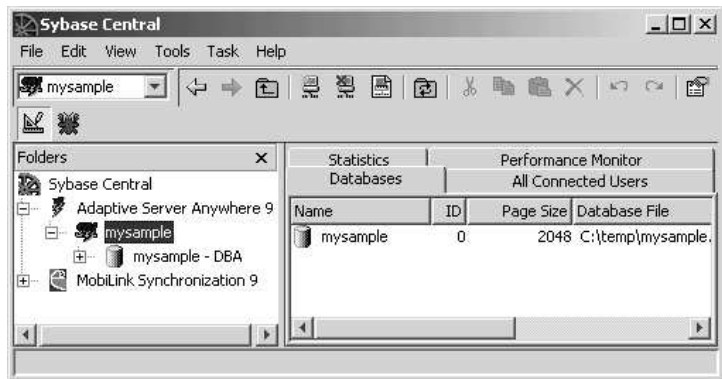 Sybase Central
File Edit View Tools Task Help
mysample
Folders
Sybase Central
Adaptive Server Anywhere 9
mysample
mysample - DBA
MobiLink Synchronization 9
Statistics Performance Monitor
Databases All Connected Users
Name ID Page Size Database File
mysample 0 2048 C:\temp\mysample.